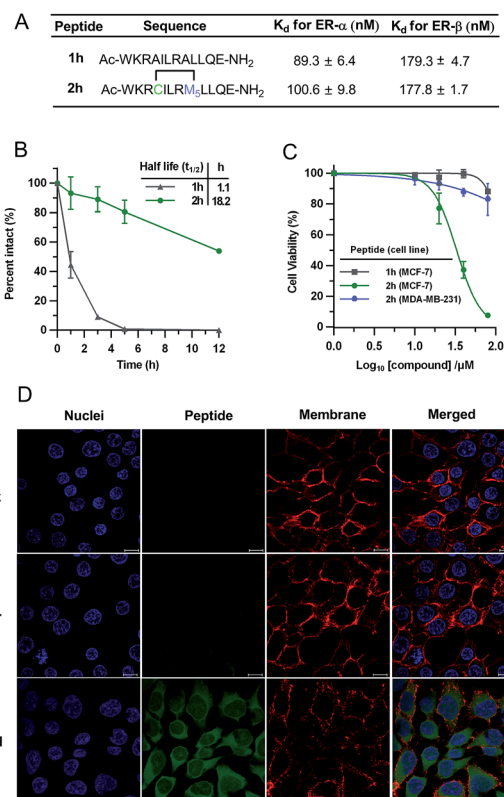 A
Peptide Sequence K_d for ER-α (nM) K_d for ER-β (nM)
1h Ac-WKRAILRALLQE-NH₂ 89.3 ± 6.4 179.3 ± 4.7
2h Ac-WKRCILRM₅LLQE-NH₂ 100.6 ± 9.8 177.8 ± 1.7
B
Half life (t₁/₂) h
1h 1.1
2h 18.2
Percent intact (%)
100
80
60
40
20
0
0 2 4 6 8 10 12
Time (h)
C
Cell Viability (%)
100
80
60
40
20
0
Peptide (cell line)
1h (MCF-7)
2h (MCF-7)
2h (MDA-MB-231)
0.0 0.5 1.0 1.5 2.0
Log₁₀ [compound] /µM
D
Nuclei Peptide Membrane Merged